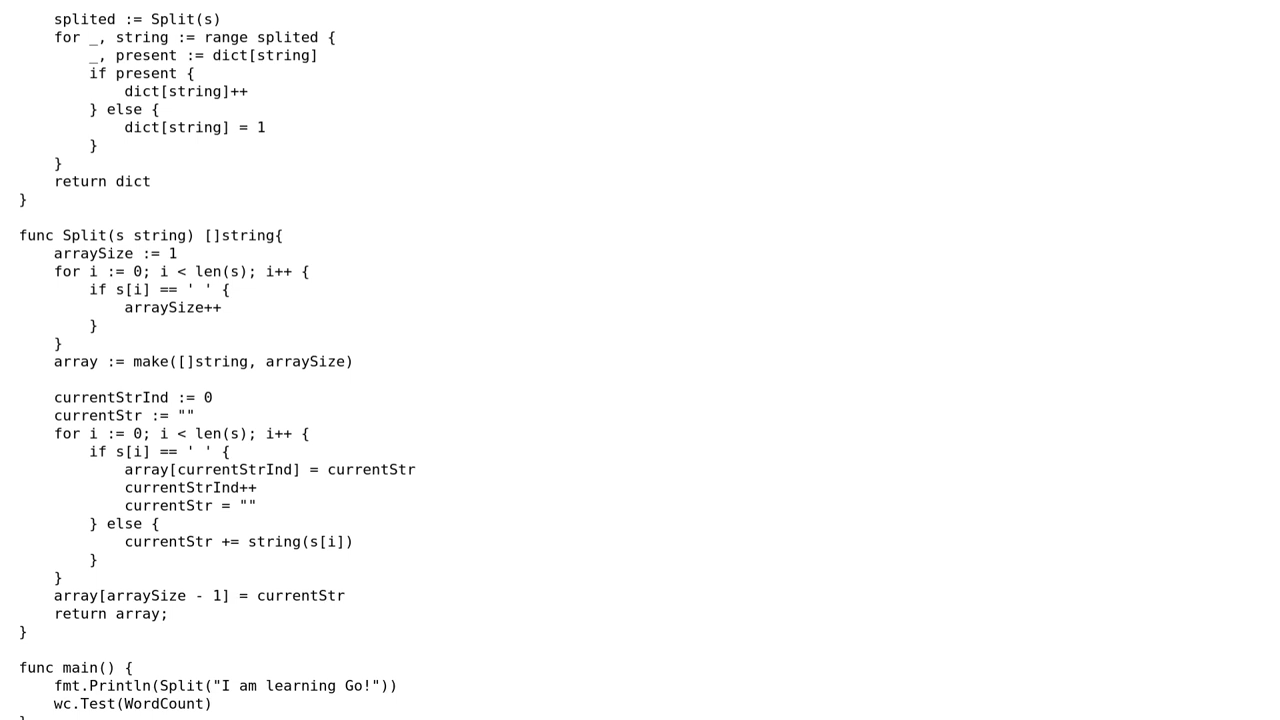 splited := Split(s)
for _, string := range splited {
_, present := dict[string]
if present {
dict[string]++
} else {
dict[string] = 1
}
}
return dict
}
func Split(s string) []string{
arraySize := 1
for i := 0; i < len(s); i++ {
if s[i] == ' ' {
arraySize++
}
}
array := make([]string, arraySize)
currentStrInd := 0
currentStr := ""
for i := 0; i < len(s); i++ {
if s[i] == ' ' {
array[currentStrInd] = currentStr
currentStrInd++
currentStr = ""
} else {
currentStr += string(s[i])
}
}
array[arraySize - 1] = currentStr
return array;
}
func main() {
fmt.Println(Split("I am learning Go!"))
wc.Test(WordCount)
}